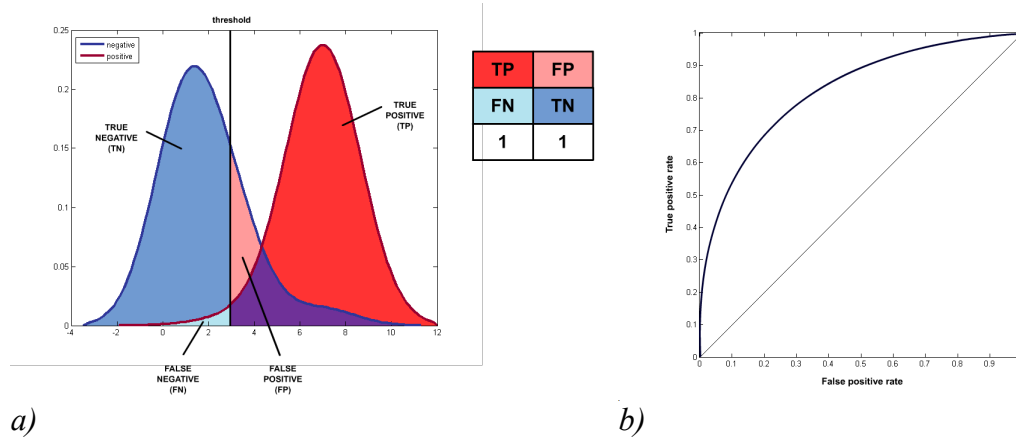 threshold
0.25
0.2
0.15
0.1
0.05
0
-4
-2
0
2
4
6
8
10
12
negative
positive
TRUE
NEGATIVE
(TN)
TRUE
POSITIVE
(TP)
FALSE
NEGATIVE
(FN)
FALSE
POSITIVE
(FP)
TP FP
FN TN
1 1
a)
1
0.9
0.8
0.7
0.6
0.5
0.4
0.3
0.2
0.1
0
True positive rate
0 0.1 0.2 0.3 0.4 0.5 0.6 0.7 0.8 0.9
False positive rate
b)